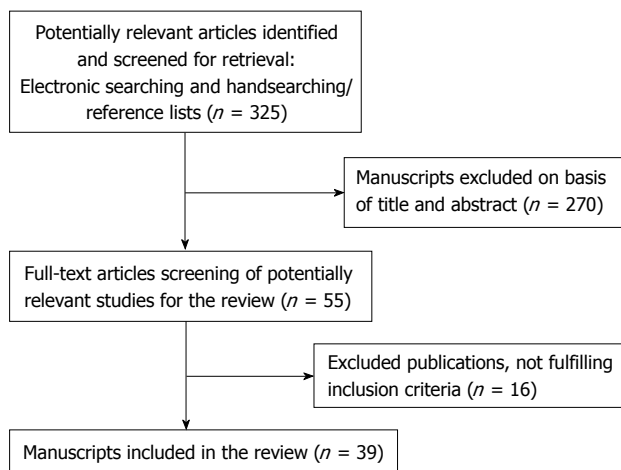 Potentially relevant articles identified
and screened for retrieval:
Electronic searching and handsearching/
reference lists (n = 325)
Manuscripts excluded on basis
of title and abstract (n = 270)
Full-text articles screening of potentially
relevant studies for the review (n = 55)
Excluded publications, not fulfilling
inclusion criteria (n = 16)
Manuscripts included in the review (n = 39)